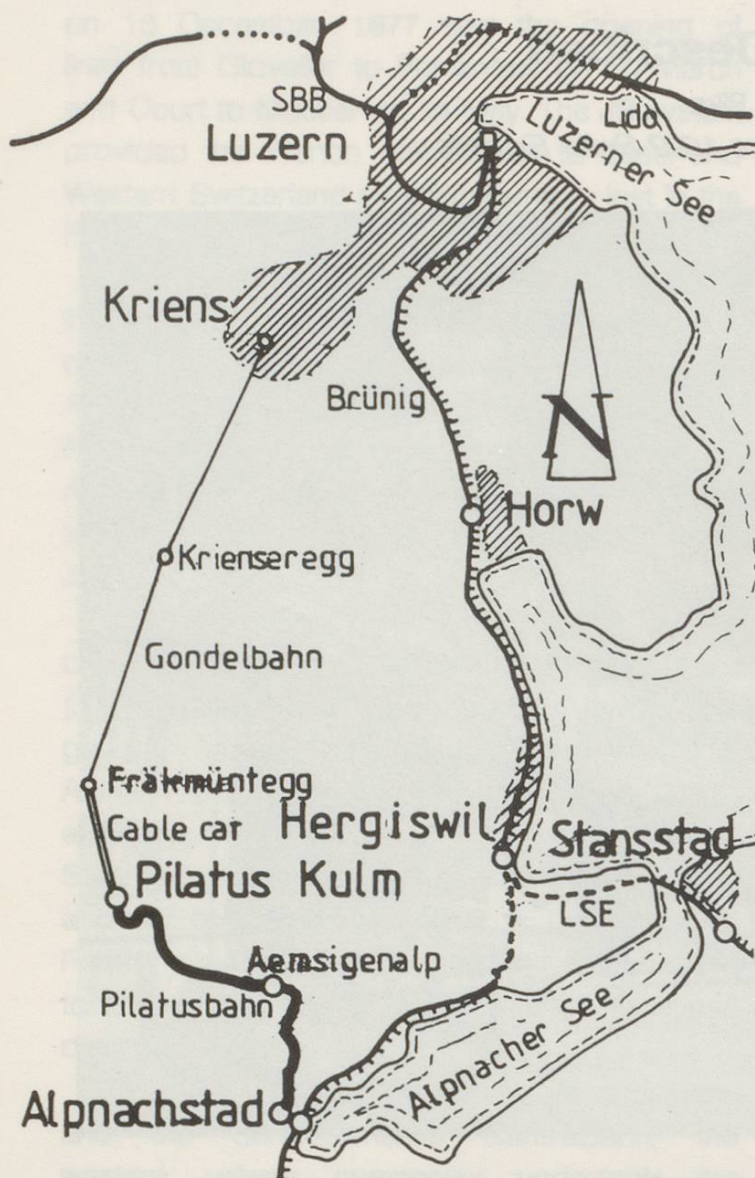 SBB
Luzern
Lido
Luzerner See
Kriens
Brünig
N
Horw
Krienseregg
Gondelbahn
Fräkmüntegg
Cable car
Hergiswil
Stansstad
Pilatus Kulm
LSE
Aemsigenalp
Pilatusbahn
Alpnacher See
Alpnachstad